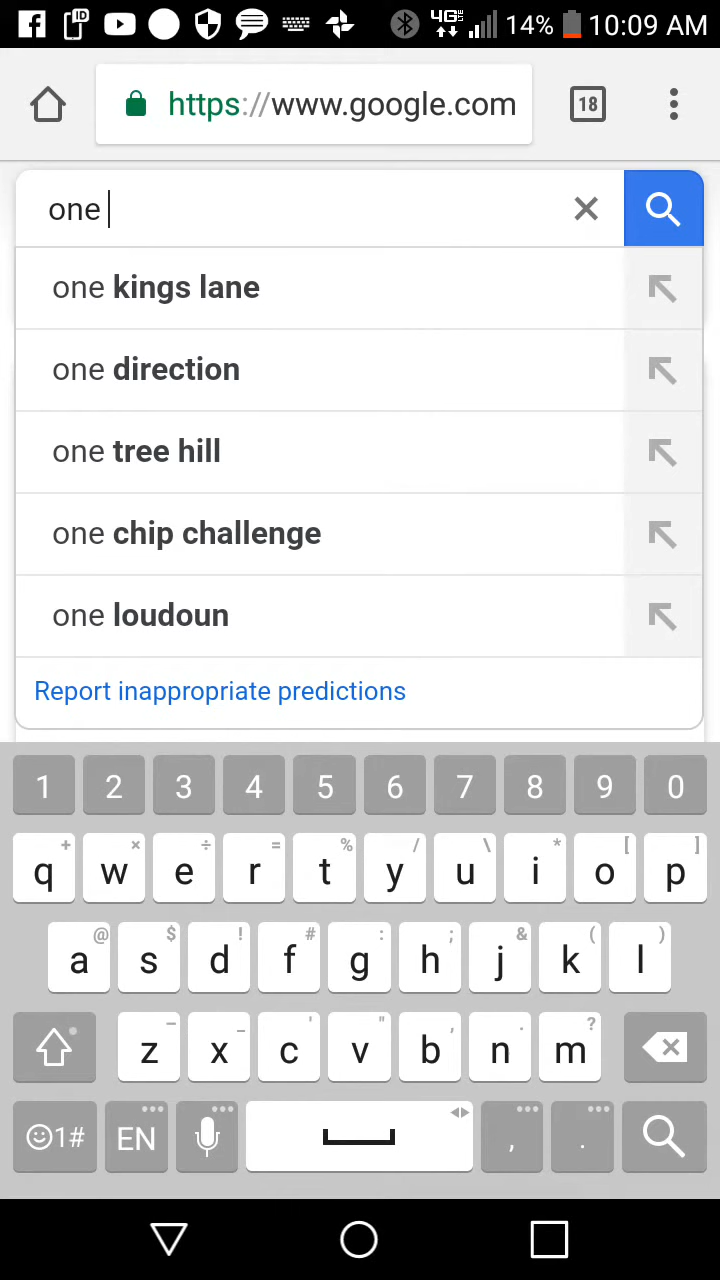 ID 4G LTE 14% 10:09 AM
https://www.google.com 18
one
one kings lane
one direction
one tree hill
one chip challenge
one loudoun
Report inappropriate predictions
1 2 3 4 5 6 7 8 9 0
+ × ÷ = % / \ * [ ]
q w e r t y u i o p
@ $ ! # : ; & ( )
a s d f g h j k l
– _ ' " , . ?
z x c v b n m
1# EN , .